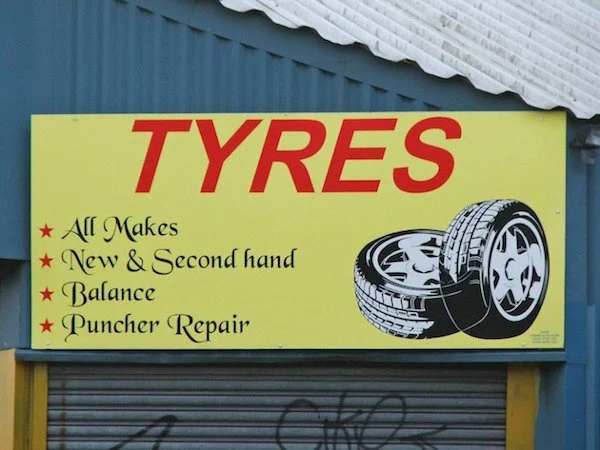 TYRES
★ All Makes
★ New & Second hand
★ Balance
★ Puncher Repair